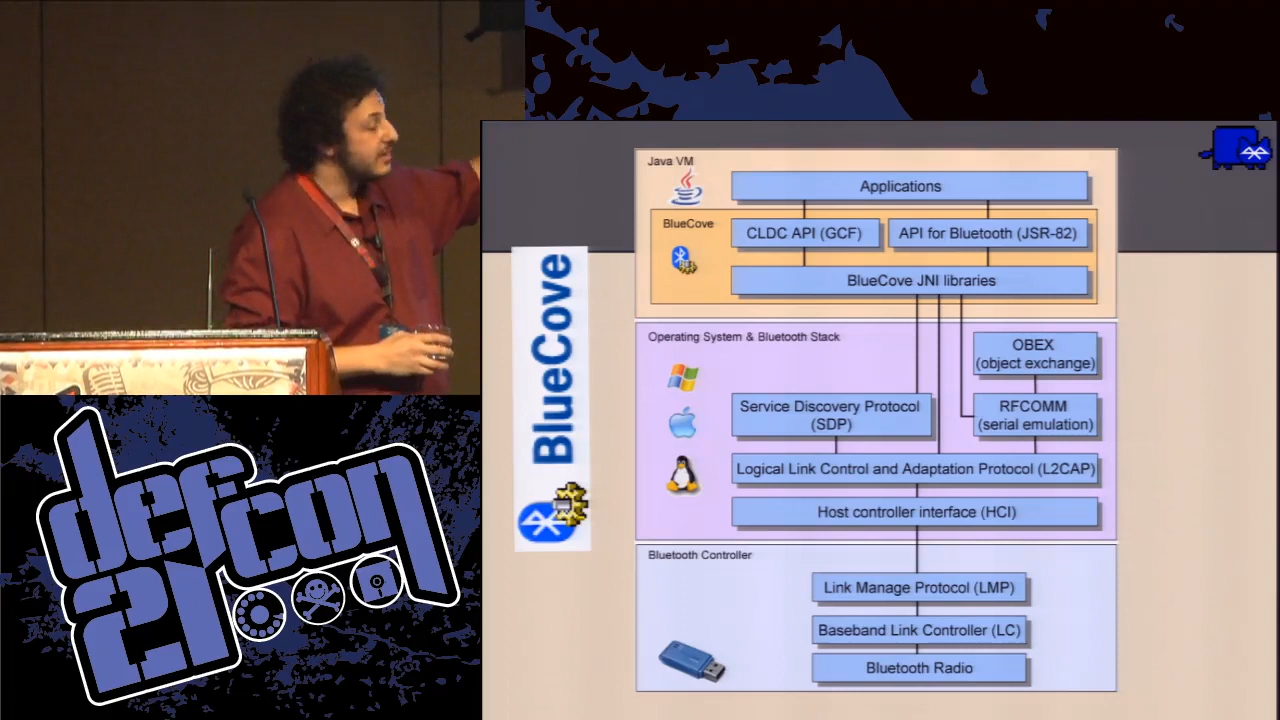 Java VM
Applications
BlueCove
CLDC API (GCF)
API for Bluetooth (JSR-82)
BlueCove JNI libraries
BlueCove
Operating System & Bluetooth Stack
OBEX
(object exchange)
Service Discovery Protocol
(SDP)
RFCOMM
(serial emulation)
Logical Link Control and Adaptation Protocol (L2CAP)
Host controller interface (HCI)
Bluetooth Controller
Link Manage Protocol (LMP)
Baseband Link Controller (LC)
Bluetooth Radio
defcon
21